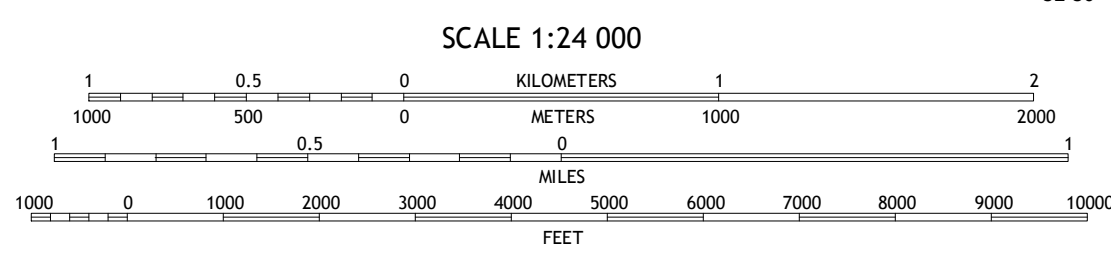 SCALE 1:24 000
1 0.5 0 KILOMETERS 1 2
1000 500 0 METERS 1000 2000
1 0.5 0 1
MILES
1000 0 1000 2000 3000 4000 5000 6000 7000 8000 9000 10000
FEET